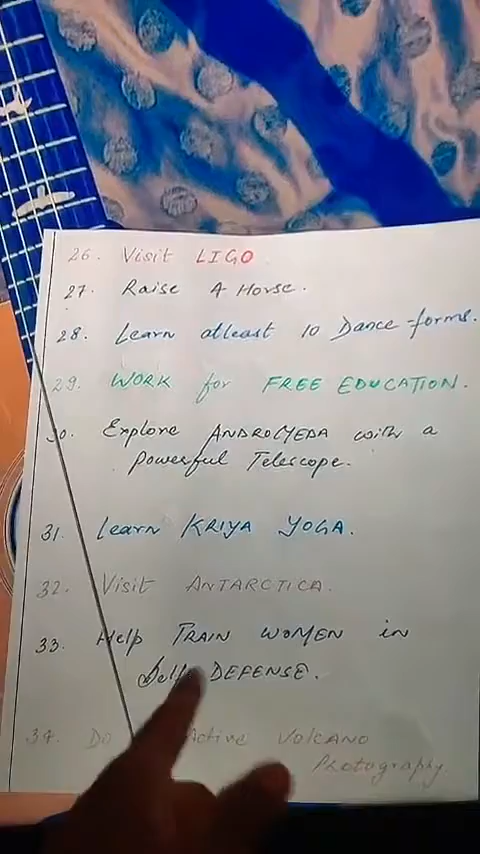 26. Visit LIGO
27. Raise A Horse.
28. Learn atleast 10 Dance-forms.
29. WORK for FREE EDUCATION.
30. Explore ANDROMEDA with a
powerful Telescope.
31. Learn KRIYA YOGA.
32. Visit ANTARCTICA.
33. Help TRAIN WOMEN in
Self-DEFENSE.
34. Do Active VOLCANO
Photography.